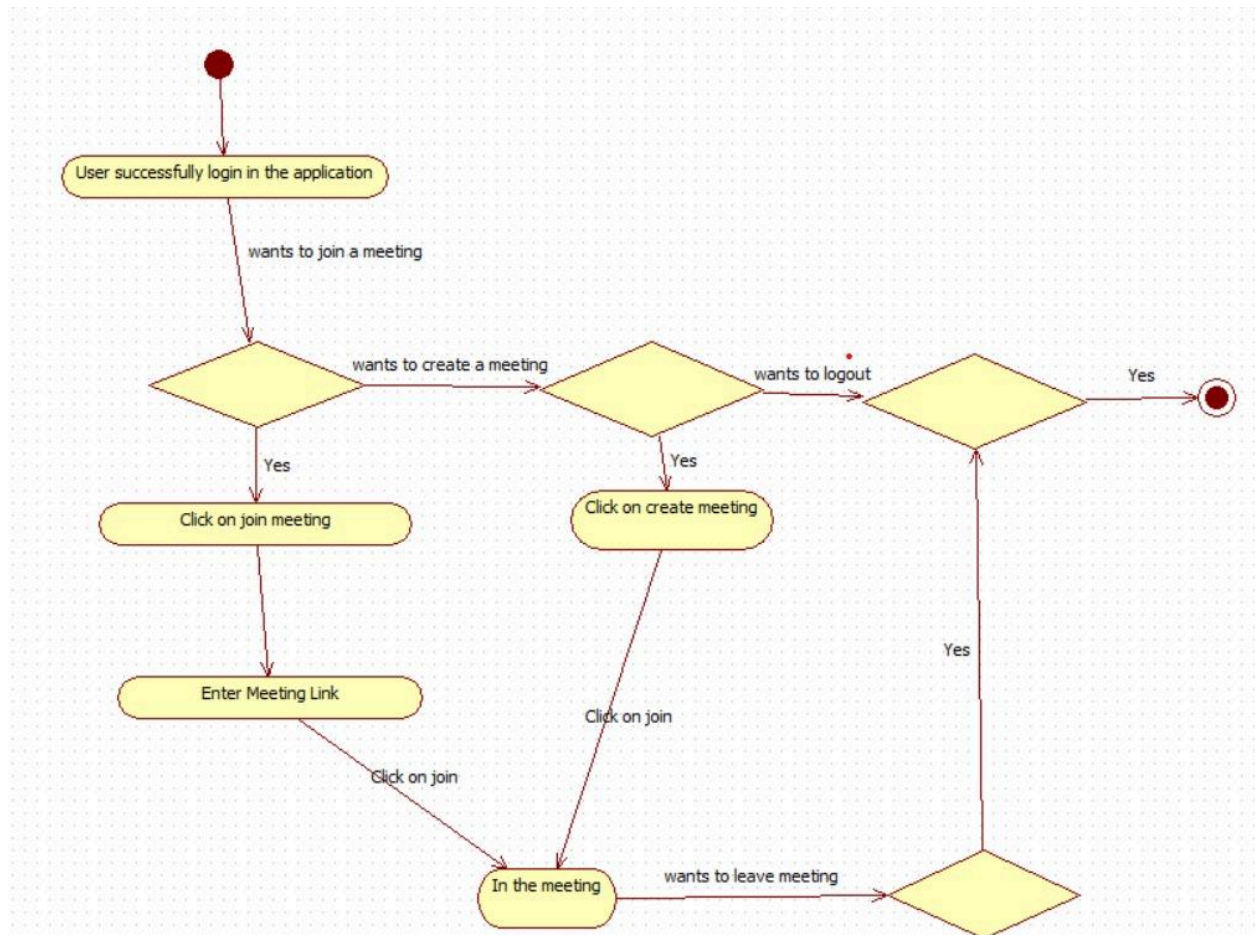 User successfully login in the application
wants to join a meeting
wants to create a meeting
wants to logout
Yes
Yes
Yes
Click on join meeting
Click on create meeting
Yes
Enter Meeting Link
Click on join
Click on join
In the meeting
wants to leave meeting